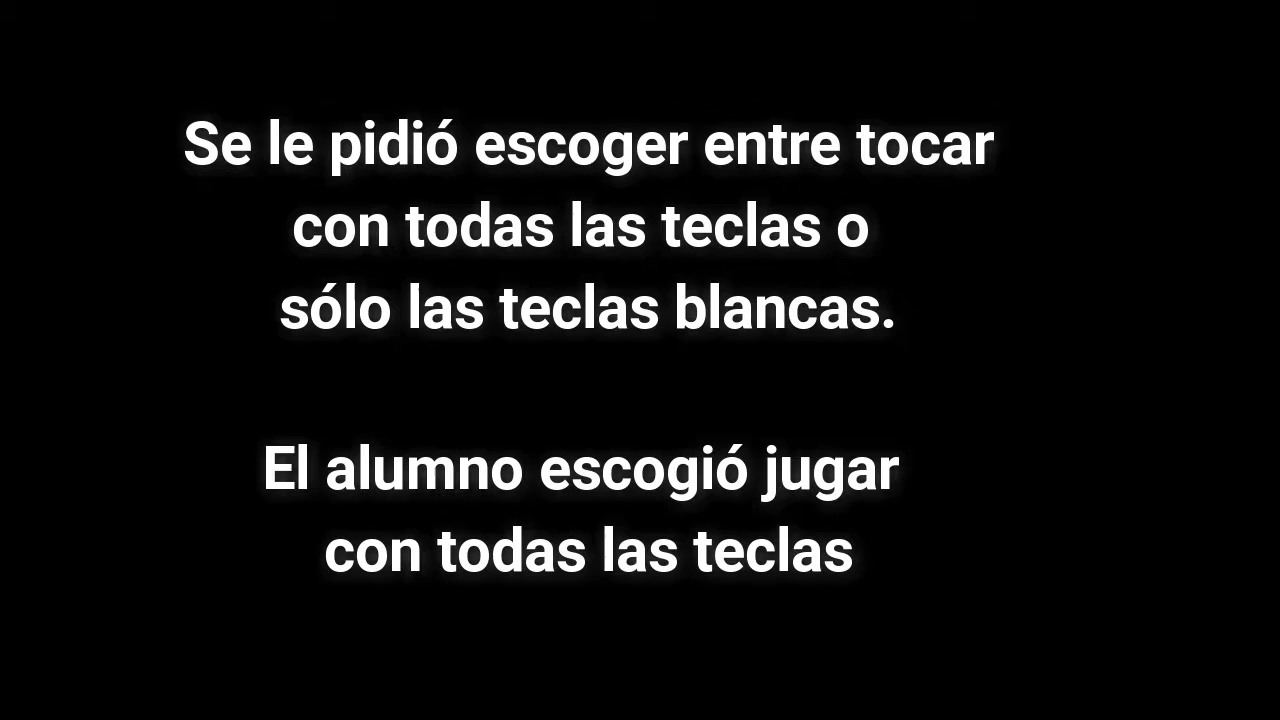 Se le pidió escoger entre tocar
con todas las teclas o
sólo las teclas blancas.
El alumno escogió jugar
con todas las teclas